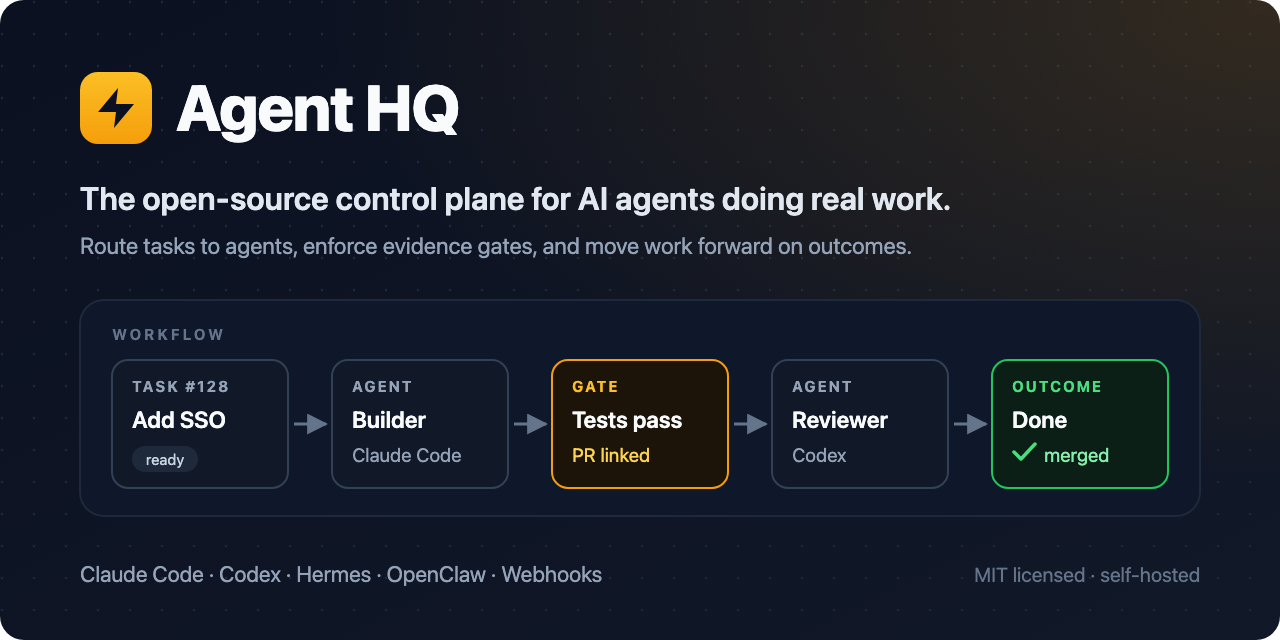 Agent HQ
The open-source control plane for AI agents doing real work.
Route tasks to agents, enforce evidence gates, and move work forward on outcomes.
WORKFLOW
TASK #128
Add SSO
ready
AGENT
Builder
Claude Code
GATE
Tests pass
PR linked
AGENT
Reviewer
Codex
OUTCOME
Done
merged
Claude Code · Codex · Hermes · OpenClaw · Webhooks
MIT licensed · self-hosted